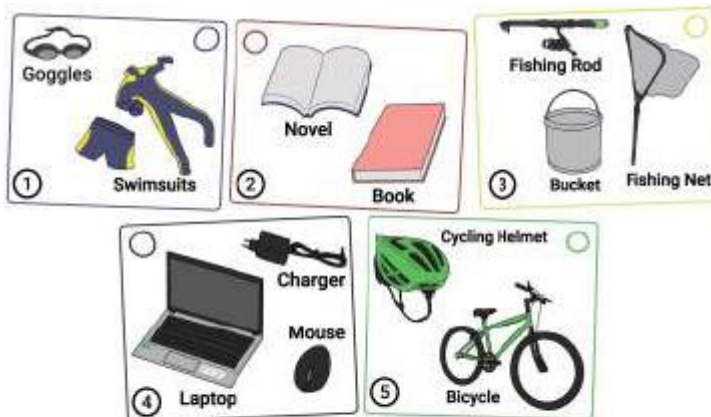 Goggles
Swimsuits
1
Novel
Book
2
Fishing Rod
Bucket
Fishing Net
3
Charger
Mouse
Laptop
4
Cycling Helmet
Bicycle
5